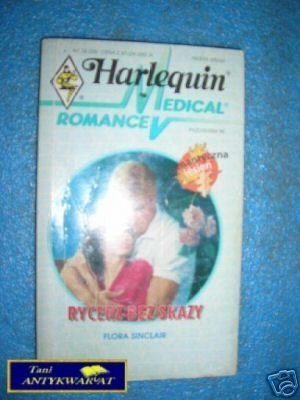 Harlequin
MEDICAL
ROMANCE
RYCERZ BEZ SKAZY
FLORA SINCLAIR
Tani
ANTYKWARIAT